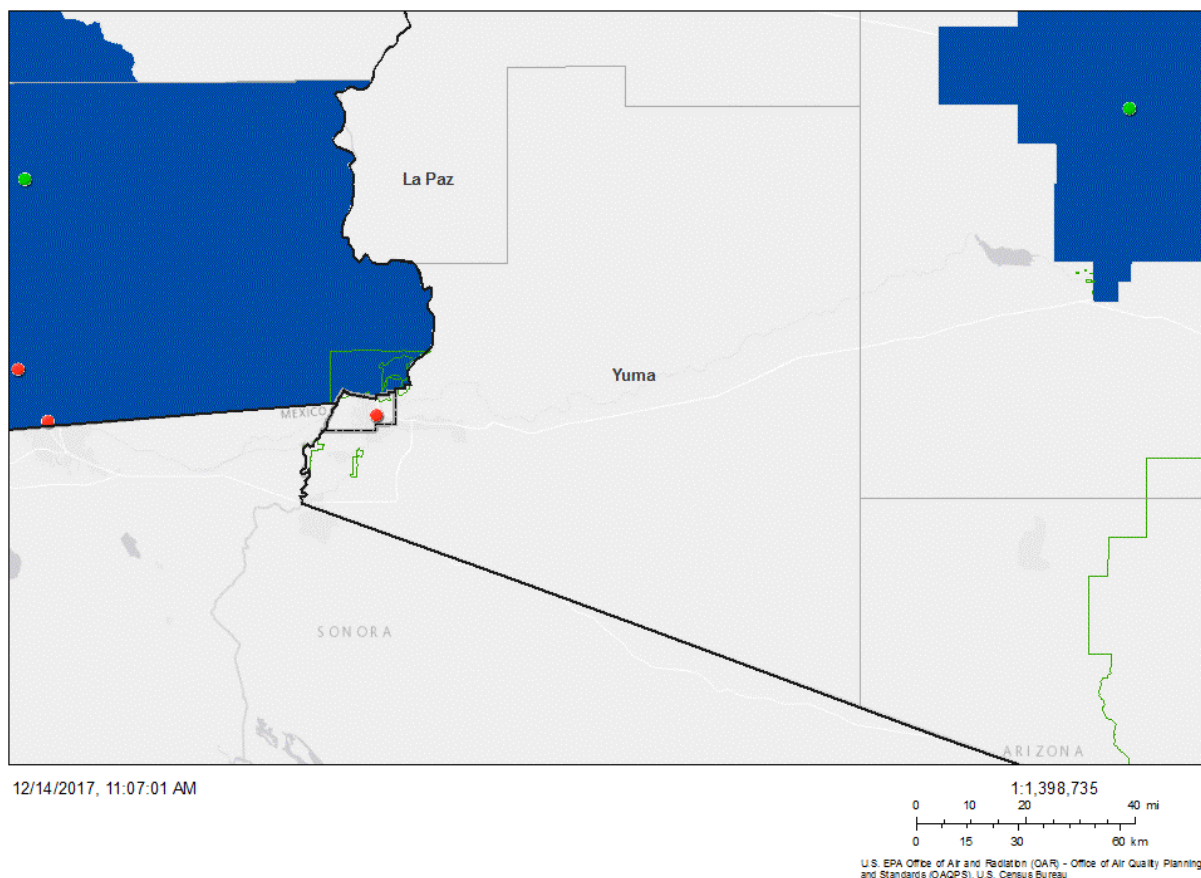 La Paz
Yuma
MEXICO
SONORA
ARIZONA
12/14/2017, 11:07:01 AM
1:1,398,735
0 10 20 40 mi
0 15 30 60 km
U.S. EPA Office of Air and Radiation (OAR) - Office of Air Quality Planning
and Standards (OAQPS), U.S. Census Bureau